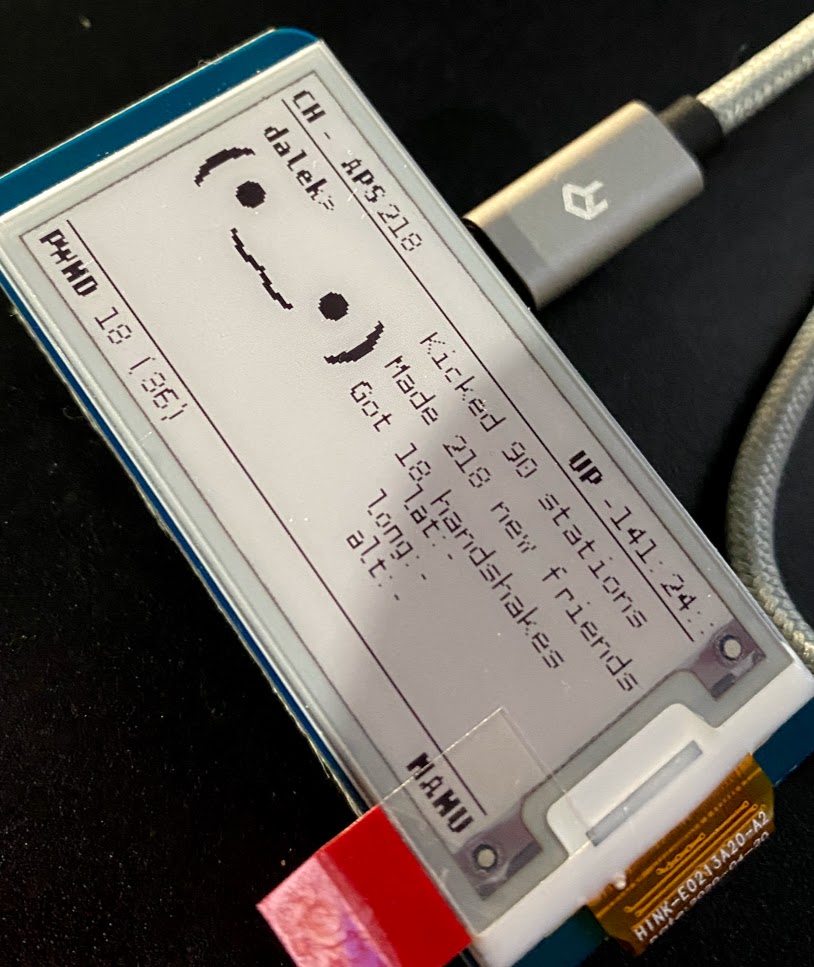 CH - APS 218 UP -141:24:
dalek>
(•__•)
Kicked 90 stations
Made 218 new friends
Got 18 handshakes
lat: -
long: -
alt: -
PWND 18 (36) MANU
HINK-E0213A20-A2